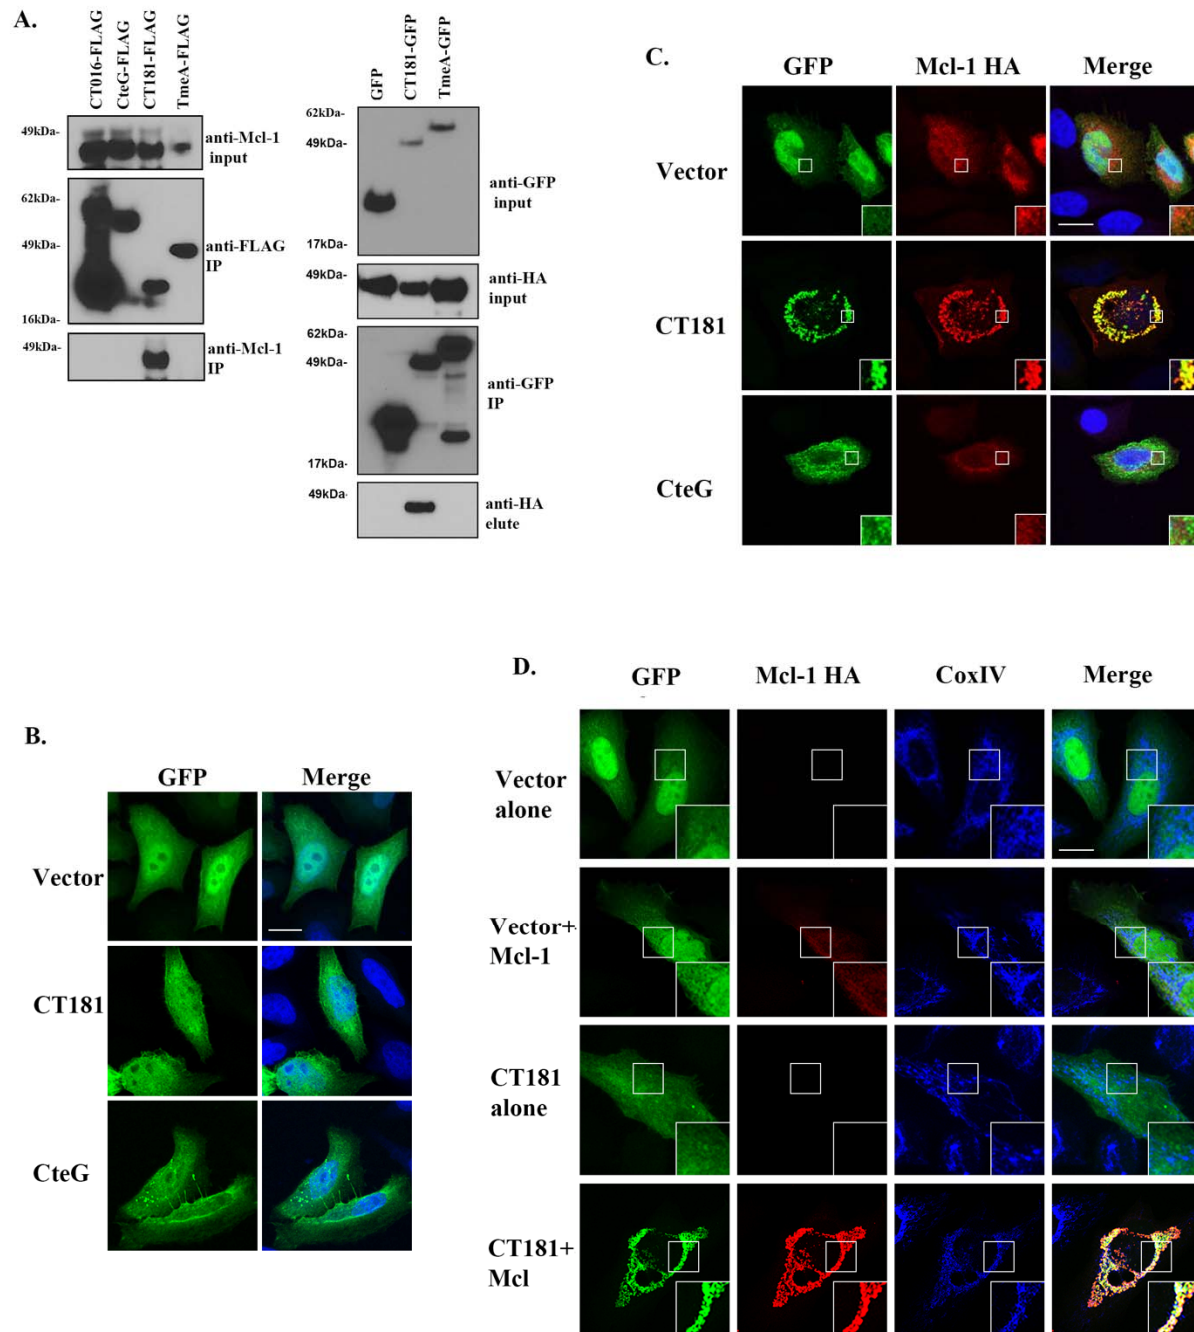 A.
CT016-FLAG
CteG-FLAG
CT181-FLAG
TmeA-FLAG
49kDa-
anti-Mcl-1
input
62kDa-
49kDa-
16kDa-
anti-FLAG
IP
49kDa-
anti-Mcl-1
IP
GFP
CT181-GFP
TmeA-GFP
62kDa-
49kDa-
17kDa-
anti-GFP
input
49kDa-
anti-HA
input
62kDa-
49kDa-
17kDa-
anti-GFP
IP
49kDa-
anti-HA
elute
C.
GFP Mcl-1 HA Merge
Vector
CT181
CteG
B.
GFP Merge
Vector
CT181
CteG
D.
GFP Mcl-1 HA CoxIV Merge
Vector
alone
Vector+
Mcl-1
CT181
alone
CT181+
Mcl